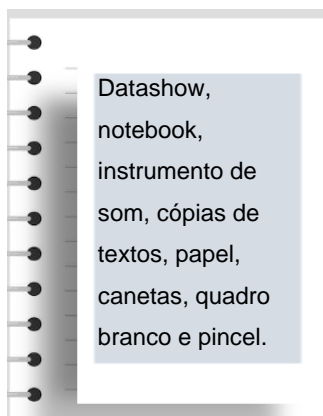 Datashow,
notebook,
instrumento de
som, cópias de
textos, papel,
canetas, quadro
branco e pincel.